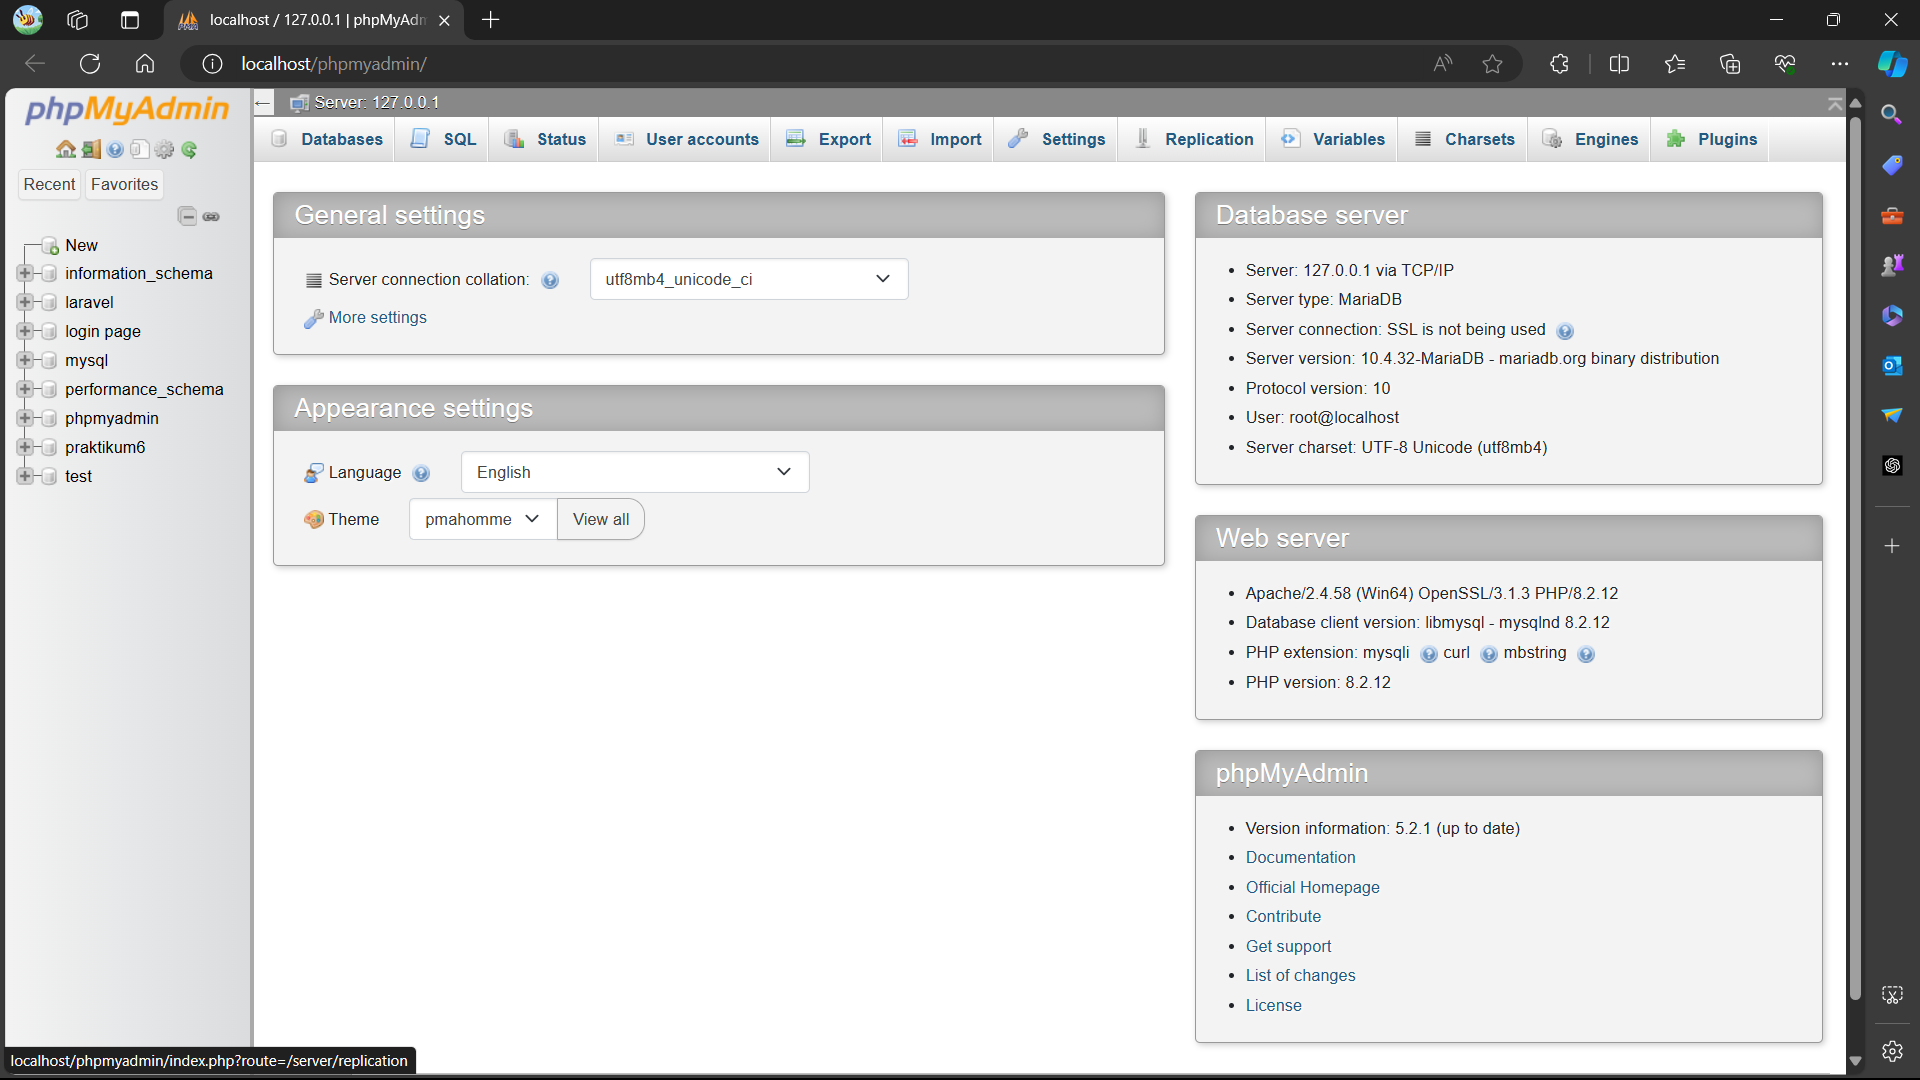 localhost / 127.0.0.1 | phpMyAdm
localhost/phpmyadmin/
phpMyAdmin
Recent
Favorites
New
information_schema
laravel
login page
mysql
performance_schema
phpmyadmin
praktikum6
test
Server: 127.0.0.1
Databases
SQL
Status
User accounts
Export
Import
Settings
Replication
Variables
Charsets
Engines
Plugins
General settings
Server connection collation:
utf8mb4_unicode_ci
More settings
Appearance settings
Language
English
Theme
pmahomme
View all
Database server
Server: 127.0.0.1 via TCP/IP
Server type: MariaDB
Server connection: SSL is not being used
Server version: 10.4.32-MariaDB - mariadb.org binary distribution
Protocol version: 10
User: root@localhost
Server charset: UTF-8 Unicode (utf8mb4)
Web server
Apache/2.4.58 (Win64) OpenSSL/3.1.3 PHP/8.2.12
Database client version: libmysql - mysqlnd 8.2.12
PHP extension: mysqli curl mbstring
PHP version: 8.2.12
phpMyAdmin
Version information: 5.2.1 (up to date)
Documentation
Official Homepage
Contribute
Get support
List of changes
License
localhost/phpmyadmin/index.php?route=/server/replication